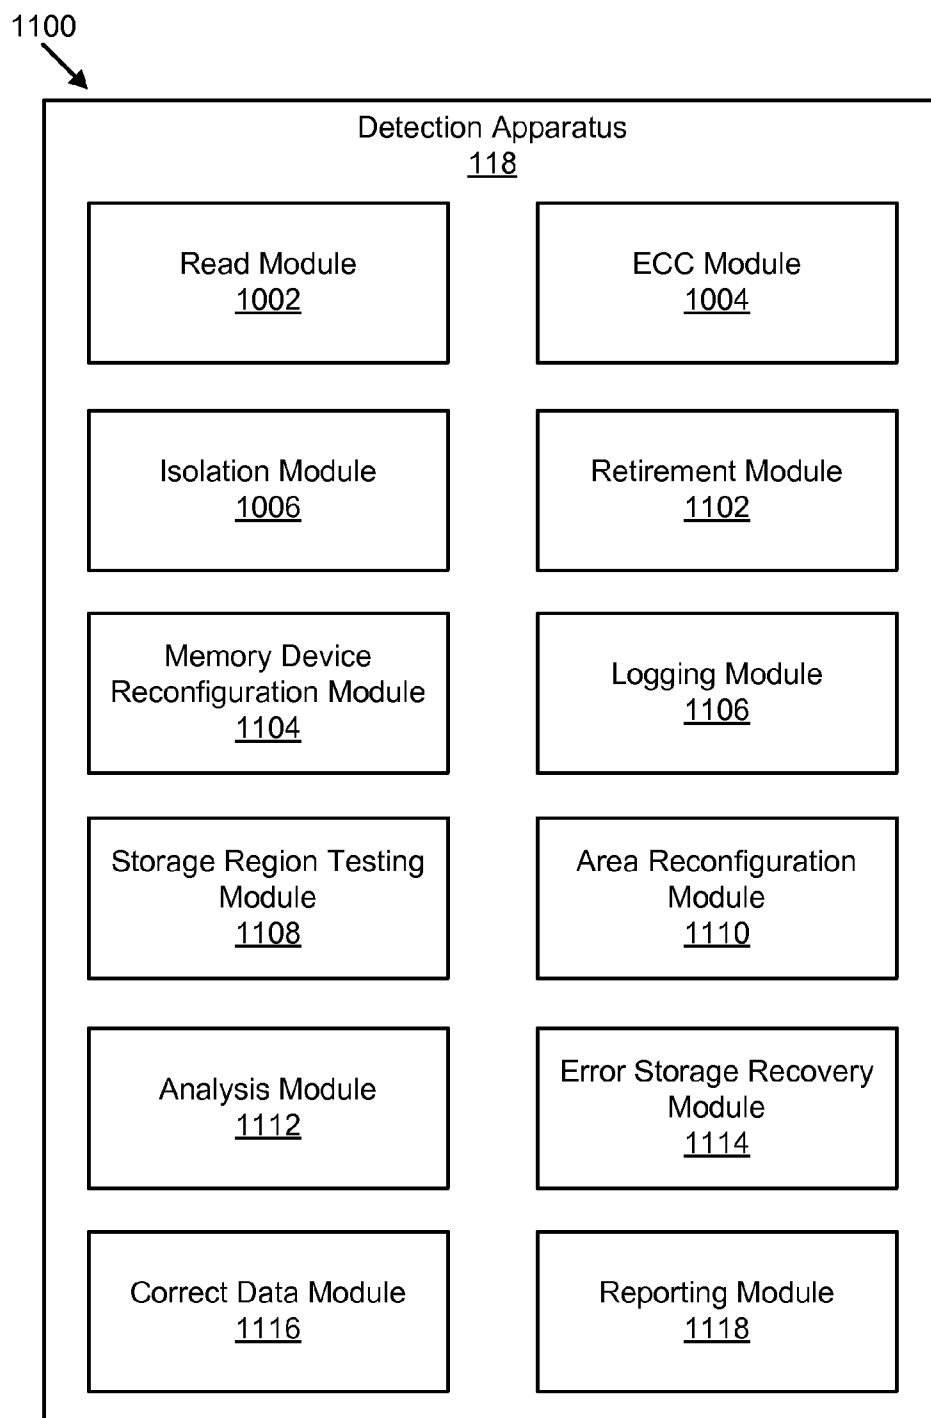 1100
Detection Apparatus
118
Read Module
1002
ECC Module
1004
Isolation Module
1006
Retirement Module
1102
Memory Device
Reconfiguration Module
1104
Logging Module
1106
Storage Region Testing
Module
1108
Area Reconfiguration
Module
1110
Analysis Module
1112
Error Storage Recovery
Module
1114
Correct Data Module
1116
Reporting Module
1118